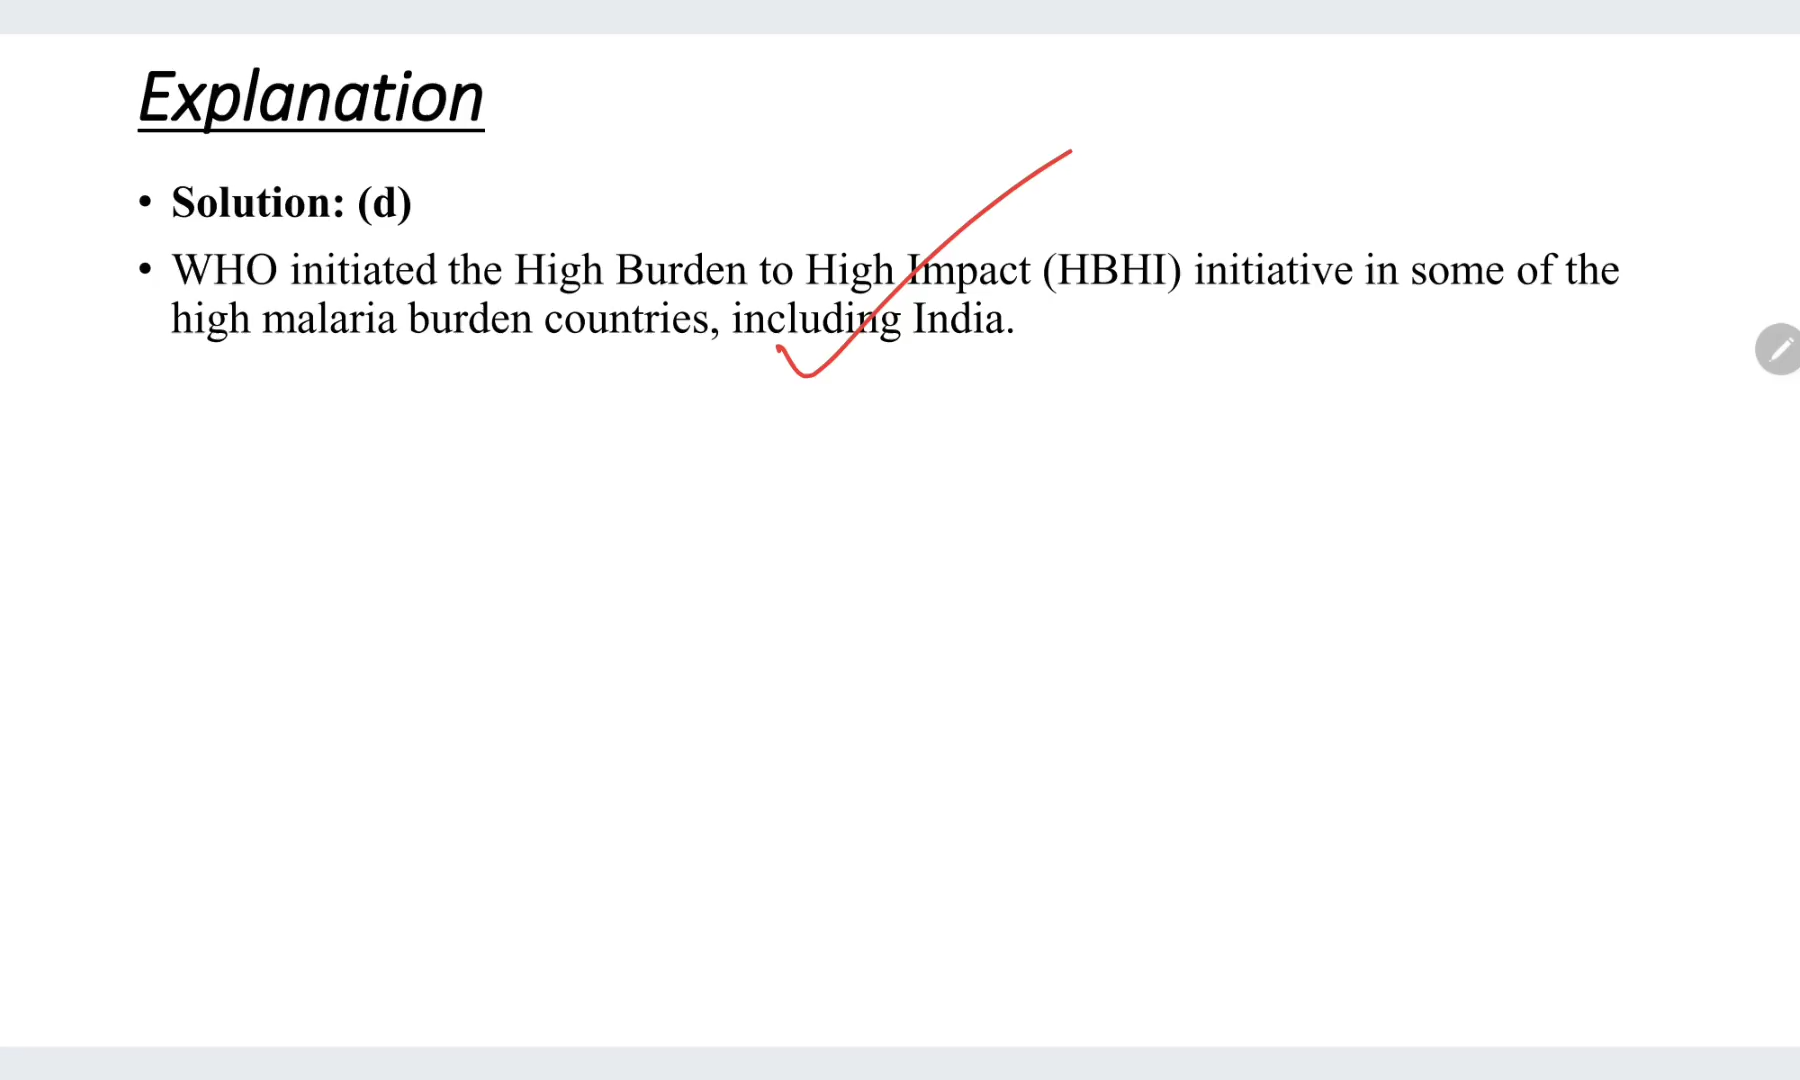 Explanation
• Solution: (d)
• WHO initiated the High Burden to High Impact (HBHI) initiative in some of the
high malaria burden countries, including India.